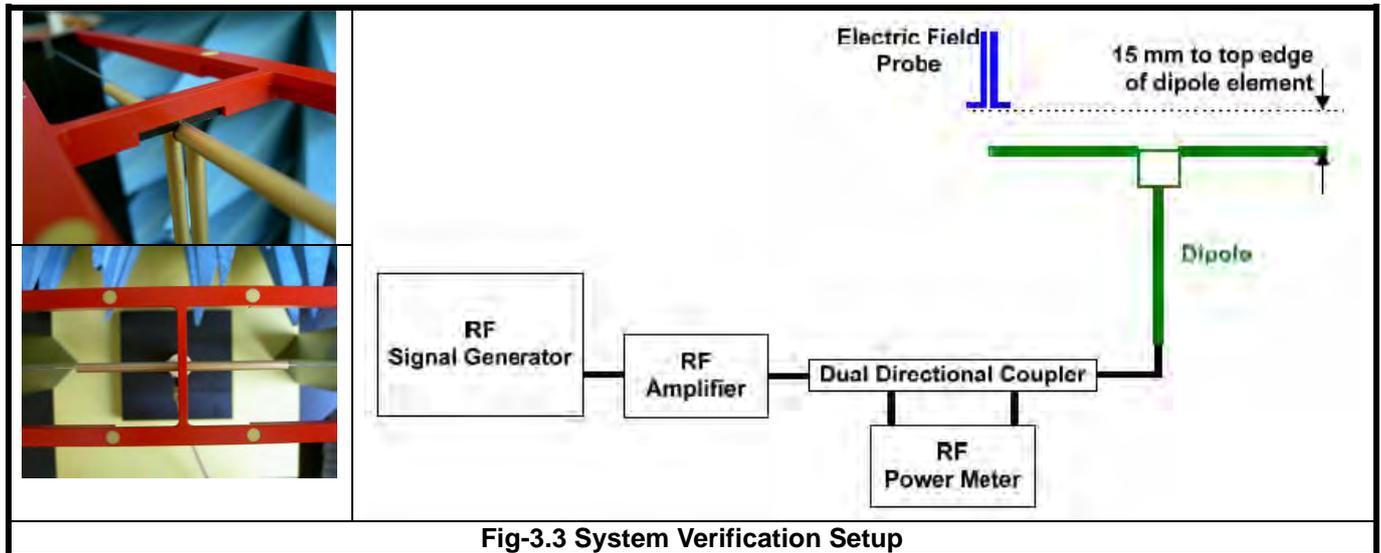 Electric Field
Probe
15 mm to top edge
of dipole element
Dipole
RF
Signal Generator
RF
Amplifier
Dual Directional Coupler
RF
Power Meter
Fig-3.3 System Verification Setup